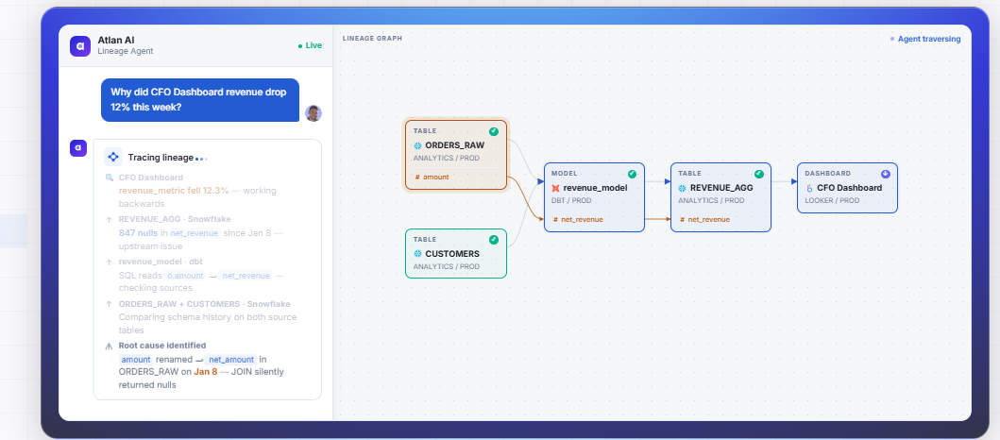 Atlan AI
Lineage Agent
Live
Why did CFO Dashboard revenue drop
12% this week?
Tracing lineage
CFO Dashboard
revenue_metric fell 12.3% — working
backwards
↑ REVENUE_AGG · Snowflake
847 nulls in net_revenue since Jan 8 —
upstream issue
↑ revenue_model · dbt
SQL reads o.amount → net_revenue —
checking sources
↑ ORDERS_RAW + CUSTOMERS · Snowflake
Comparing schema history on both source
tables
⚠ Root cause identified
amount renamed → net_amount in
ORDERS_RAW on Jan 8 — JOIN silently
returned nulls
LINEAGE GRAPH
Agent traversing
TABLE
ORDERS_RAW
ANALYTICS / PROD
# amount
TABLE
CUSTOMERS
ANALYTICS / PROD
MODEL
revenue_model
DBT / PROD
# net_revenue
TABLE
REVENUE_AGG
ANALYTICS / PROD
# net_revenue
DASHBOARD
CFO Dashboard
LOOKER / PROD